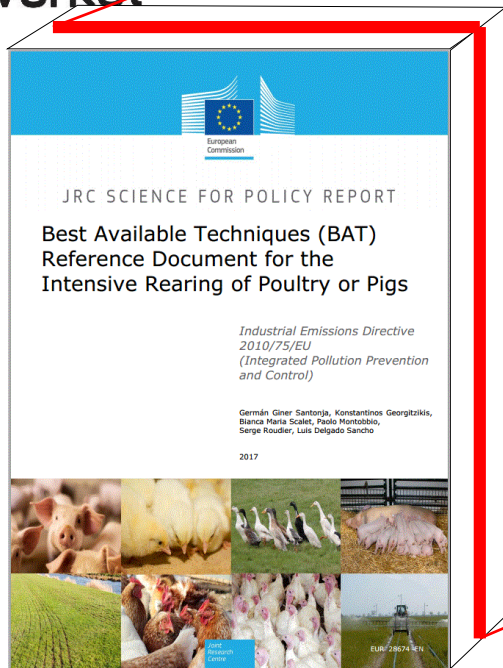 European
Commission
JRC SCIENCE FOR POLICY REPORT
Best Available Techniques (BAT)
Reference Document for the
Intensive Rearing of Poultry or Pigs
Industrial Emissions Directive
2010/75/EU
(Integrated Pollution Prevention
and Control)
Germán Giner Santonja, Konstantinos Georgitzikis,
Bianca Maria Scalet, Paolo Montobbio,
Serge Roudier, Luis Delgado Sancho
2017
Joint
Research
Centre
EUR 28674 EN